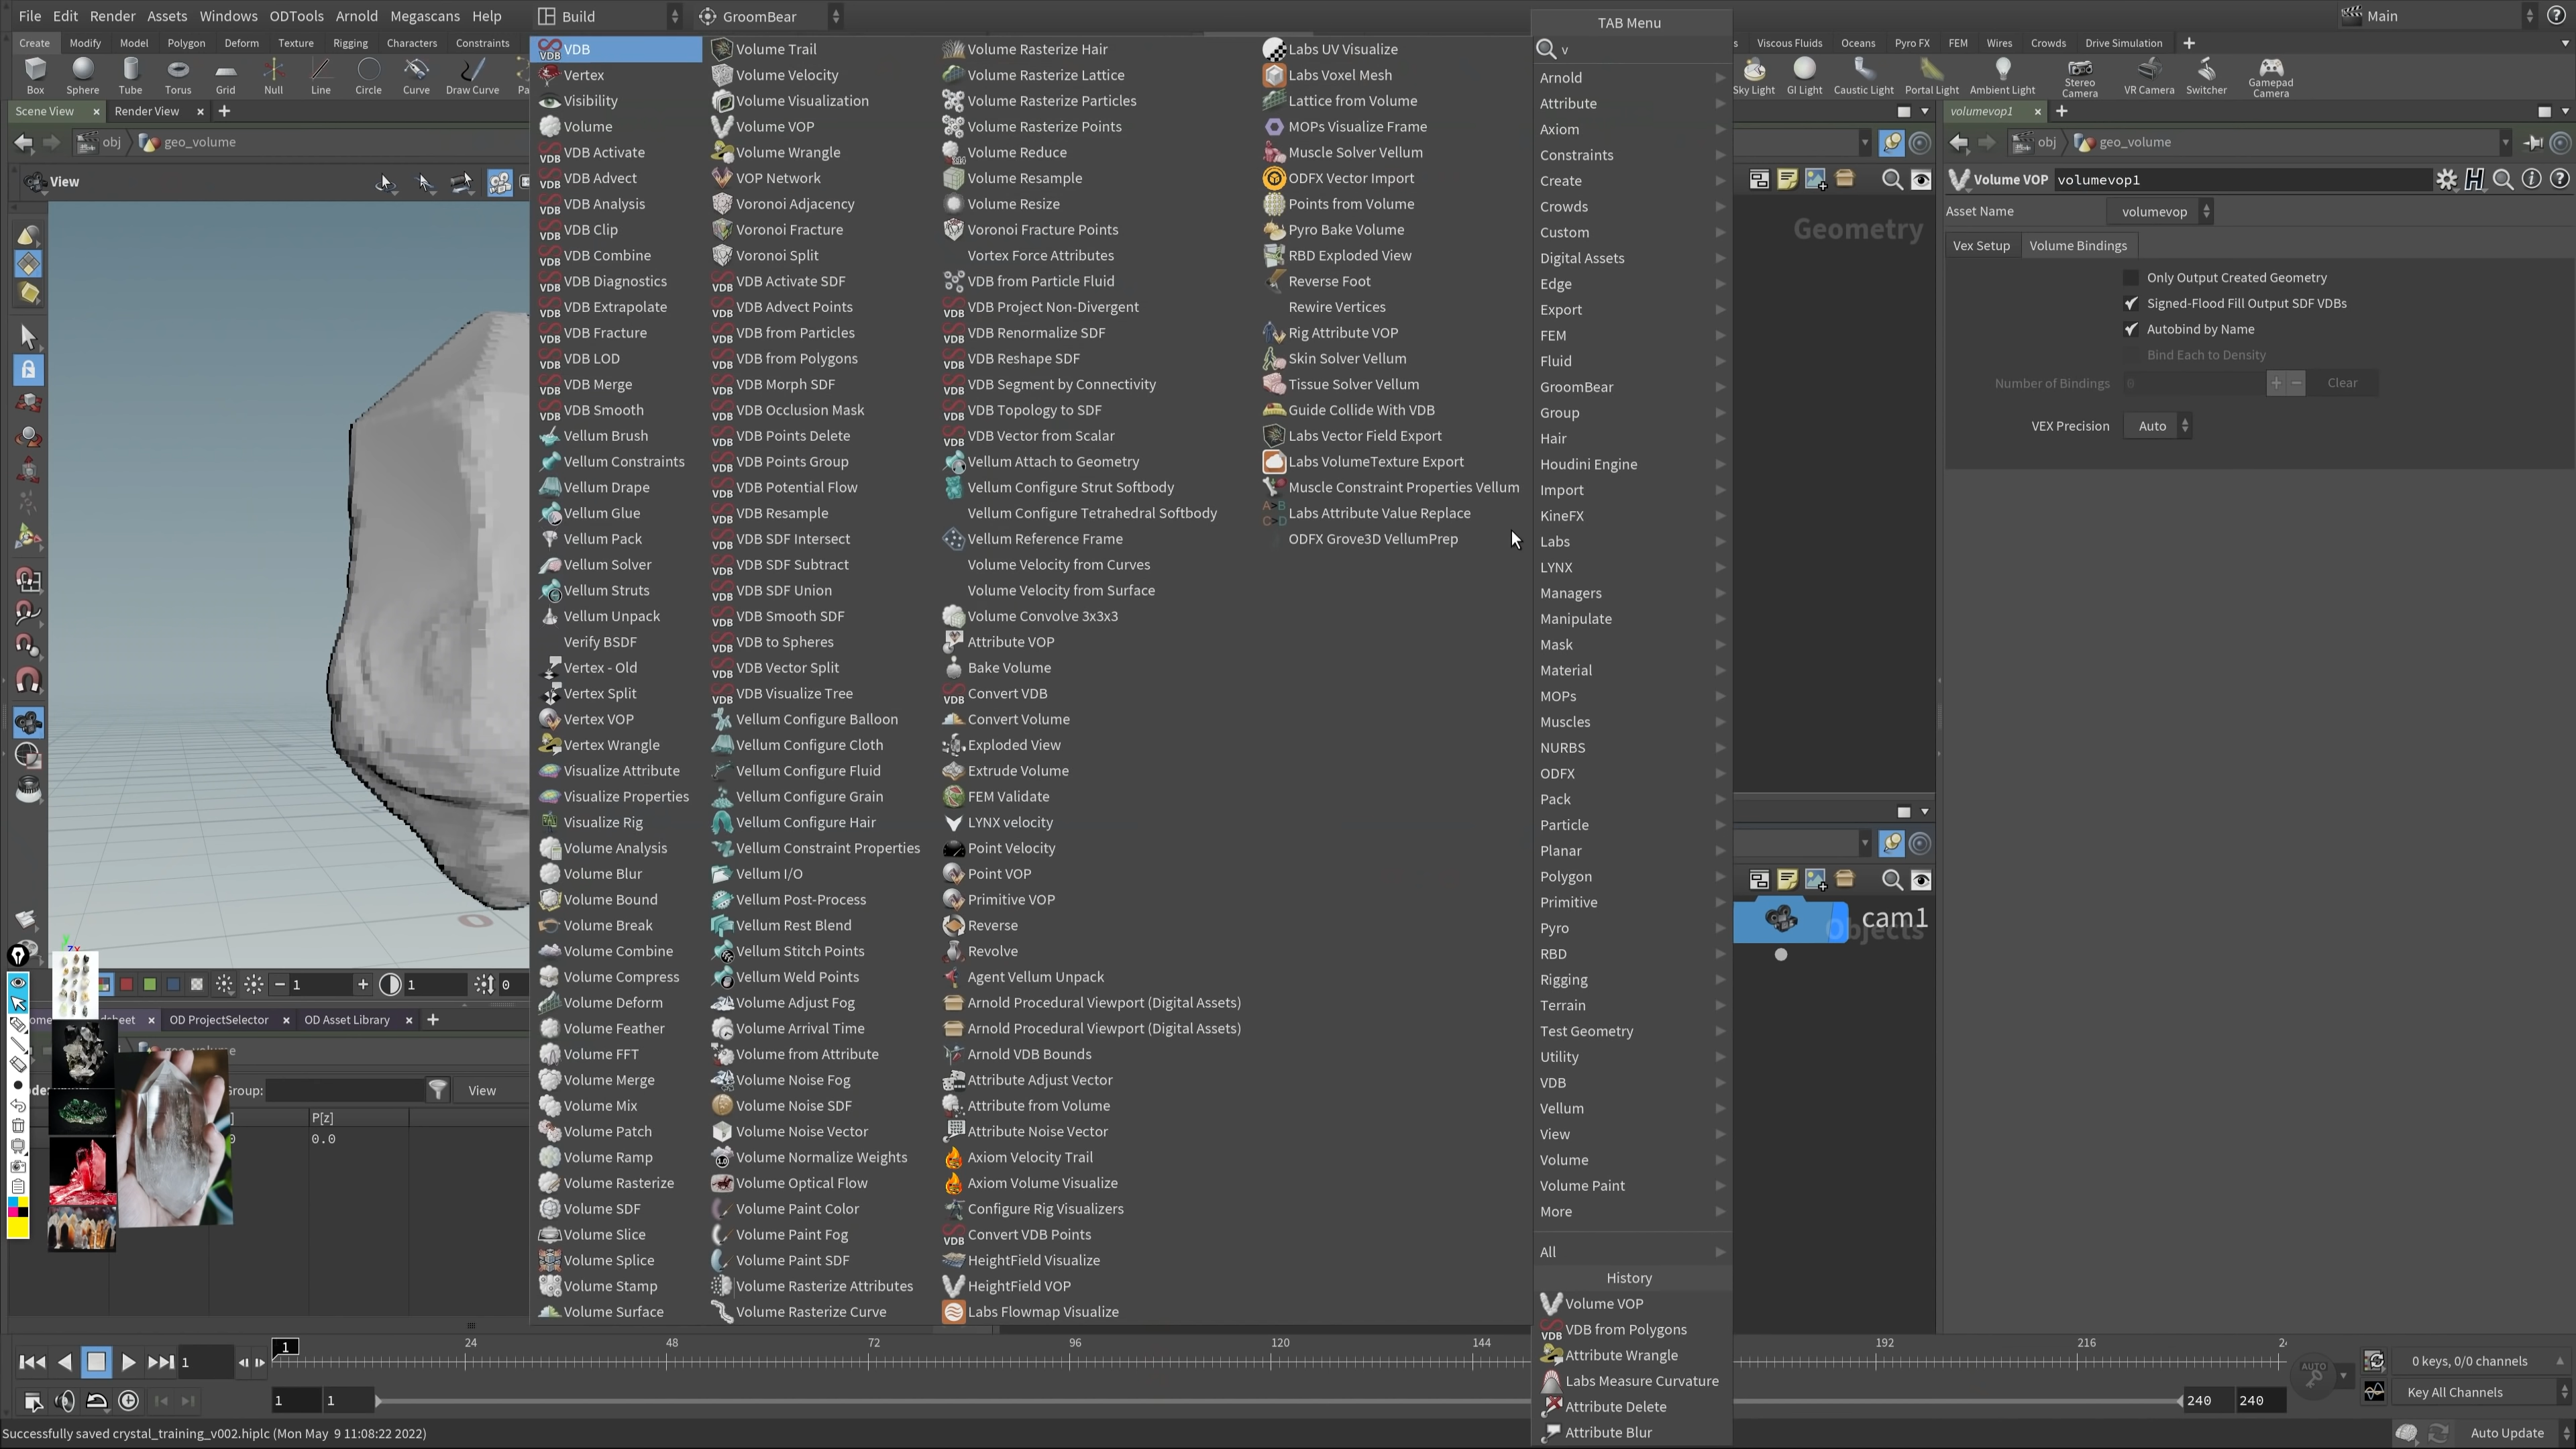 File Edit Render Assets Windows ODTools Arnold Megascans Help
Build
GroomBear
TAB Menu
Main
Create Modify Model Polygon Deform Texture Rigging Characters Constraints
Viscous Fluids Oceans Pyro FX FEM Wires Crowds Drive Simulation
Box Sphere Tube Torus Grid Null Line Circle Curve Draw Curve
Sky Light GI Light Caustic Light Portal Light Ambient Light Stereo Camera VR Camera Switcher Gamepad Camera
Scene View Render View
obj geo_volume
View
VDB
Vertex
Visibility
Volume
VDB Activate
VDB Advect
VDB Analysis
VDB Clip
VDB Combine
VDB Diagnostics
VDB Extrapolate
VDB Fracture
VDB LOD
VDB Merge
VDB Smooth
Vellum Brush
Vellum Constraints
Vellum Drape
Vellum Glue
Vellum Pack
Vellum Solver
Vellum Struts
Vellum Unpack
Verify BSDF
Vertex - Old
Vertex Split
Vertex VOP
Vertex Wrangle
Visualize Attribute
Visualize Properties
Visualize Rig
Volume Analysis
Volume Blur
Volume Bound
Volume Break
Volume Combine
Volume Compress
Volume Deform
Volume Feather
Volume FFT
Volume Merge
Volume Mix
Volume Patch
Volume Ramp
Volume Rasterize
Volume SDF
Volume Slice
Volume Splice
Volume Stamp
Volume Surface
Volume Trail
Volume Velocity
Volume Visualization
Volume VOP
Volume Wrangle
VOP Network
Voronoi Adjacency
Voronoi Fracture
Voronoi Split
VDB Activate SDF
VDB Advect Points
VDB from Particles
VDB from Polygons
VDB Morph SDF
VDB Occlusion Mask
VDB Points Delete
VDB Points Group
VDB Potential Flow
VDB Resample
VDB SDF Intersect
VDB SDF Subtract
VDB SDF Union
VDB Smooth SDF
VDB to Spheres
VDB Vector Split
VDB Visualize Tree
Vellum Configure Balloon
Vellum Configure Cloth
Vellum Configure Fluid
Vellum Configure Grain
Vellum Configure Hair
Vellum Constraint Properties
Vellum I/O
Vellum Post-Process
Vellum Rest Blend
Vellum Stitch Points
Vellum Weld Points
Volume Adjust Fog
Volume Arrival Time
Volume from Attribute
Volume Noise Fog
Volume Noise SDF
Volume Noise Vector
Volume Normalize Weights
Volume Optical Flow
Volume Paint Color
Volume Paint Fog
Volume Paint SDF
Volume Rasterize Attributes
Volume Rasterize Curve
Volume Rasterize Hair
Volume Rasterize Lattice
Volume Rasterize Particles
Volume Rasterize Points
Volume Reduce
Volume Resample
Volume Resize
Voronoi Fracture Points
Vortex Force Attributes
VDB from Particle Fluid
VDB Project Non-Divergent
VDB Renormalize SDF
VDB Reshape SDF
VDB Segment by Connectivity
VDB Topology to SDF
VDB Vector from Scalar
Vellum Attach to Geometry
Vellum Configure Strut Softbody
Vellum Configure Tetrahedral Softbody
Vellum Reference Frame
Volume Velocity from Curves
Volume Velocity from Surface
Volume Convolve 3x3x3
Attribute VOP
Bake Volume
Convert VDB
Convert Volume
Exploded View
Extrude Volume
FEM Validate
LYNX velocity
Point Velocity
Point VOP
Primitive VOP
Reverse
Revolve
Agent Vellum Unpack
Arnold Procedural Viewport (Digital Assets)
Arnold Procedural Viewport (Digital Assets)
Arnold VDB Bounds
Attribute Adjust Vector
Attribute from Volume
Attribute Noise Vector
Axiom Velocity Trail
Axiom Volume Visualize
Configure Rig Visualizers
Convert VDB Points
HeightField Visualize
HeightField VOP
Labs Flowmap Visualize
Labs UV Visualize
Labs Voxel Mesh
Lattice from Volume
MOPs Visualize Frame
Muscle Solver Vellum
ODFX Vector Import
Points from Volume
Pyro Bake Volume
RBD Exploded View
Reverse Foot
Rewire Vertices
Rig Attribute VOP
Skin Solver Vellum
Tissue Solver Vellum
Guide Collide With VDB
Labs Vector Field Export
Labs VolumeTexture Export
Muscle Constraint Properties Vellum
Labs Attribute Value Replace
ODFX Grove3D VellumPrep
v
Arnold
Attribute
Axiom
Constraints
Create
Crowds
Custom
Digital Assets
Edge
Export
FEM
Fluid
GroomBear
Group
Hair
Houdini Engine
Import
KineFX
Labs
LYNX
Managers
Manipulate
Mask
Material
MOPs
Muscles
NURBS
ODFX
Pack
Particle
Planar
Polygon
Primitive
Pyro
RBD
Rigging
Terrain
Test Geometry
Utility
VDB
Vellum
View
Volume
Volume Paint
More
All
History
Volume VOP
VDB from Polygons
Attribute Wrangle
Labs Measure Curvature
Attribute Delete
Attribute Blur
Geometry
cam1
Objects
volumevop1
obj geo_volume
Volume VOP volumevop1
Asset Name volumevop
Vex Setup Volume Bindings
Only Output Created Geometry
Signed-Flood Fill Output SDF VDBs
Autobind by Name
Bind Each to Density
Number of Bindings 0 Clear
VEX Precision Auto
1 1 0
OD ProjectSelector OD Asset Library
Group: View
P[z]
0.0
1 24 48 72 96 120 144 192 216
1
0 keys, 0/0 channels
1 1 240 240
AUTO
Key All Channels
Successfully saved crystal_training_v002.hiplc (Mon May 9 11:08:22 2022)
Auto Update